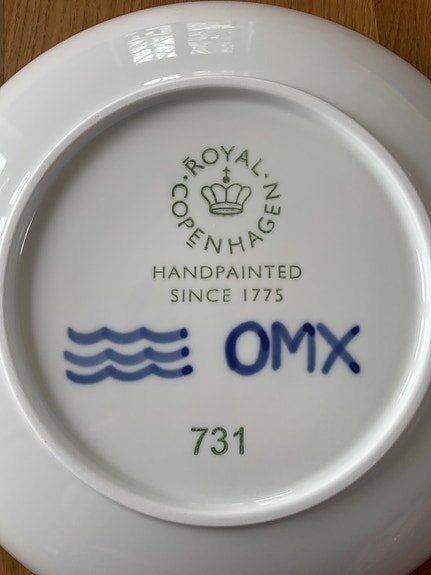 ROYAL COPENHAGEN
HANDPAINTED
SINCE 1775
OMX
731